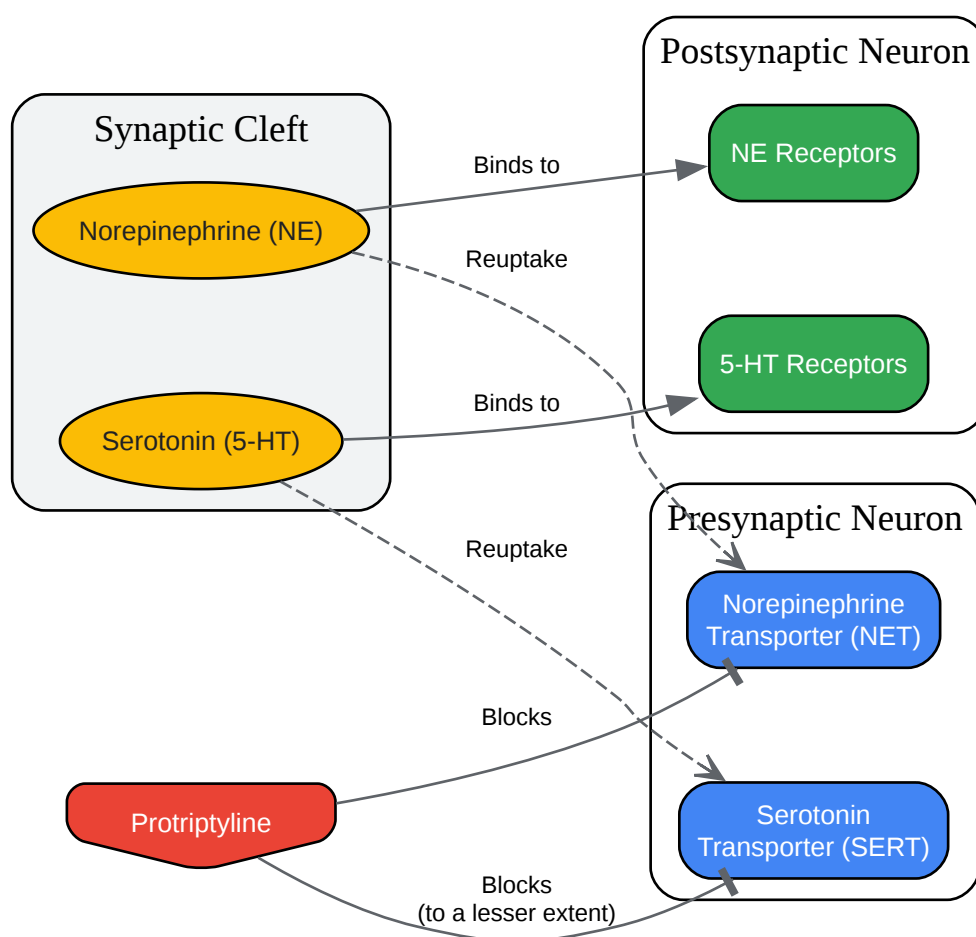 Postsynaptic Neuron
Synaptic Cleft
NE Receptors
Binds to
Norepinephrine (NE)
Reuptake
5-HT Receptors
Binds to
Serotonin (5-HT)
Presynaptic Neuron
Reuptake
Norepinephrine
Transporter (NET)
Blocks
Protriptyline
Serotonin
Transporter (SERT)
Blocks
(to a lesser extent)